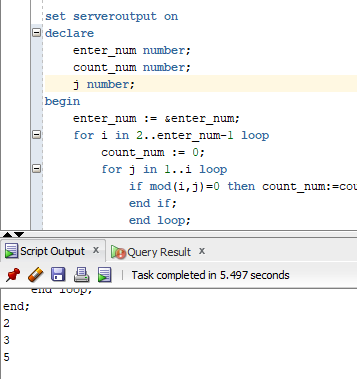 set serveroutput on
declare
enter_num number;
count_num number;
j number;
begin
enter_num := &enter_num;
for i in 2..enter_num-1 loop
count_num := 0;
for j in 1..i loop
if mod(i,j)=0 then count_num:=cou
end if;
end loop;
Script Output x Query Result x
Task completed in 5.497 seconds
end loop;
end;
2
3
5